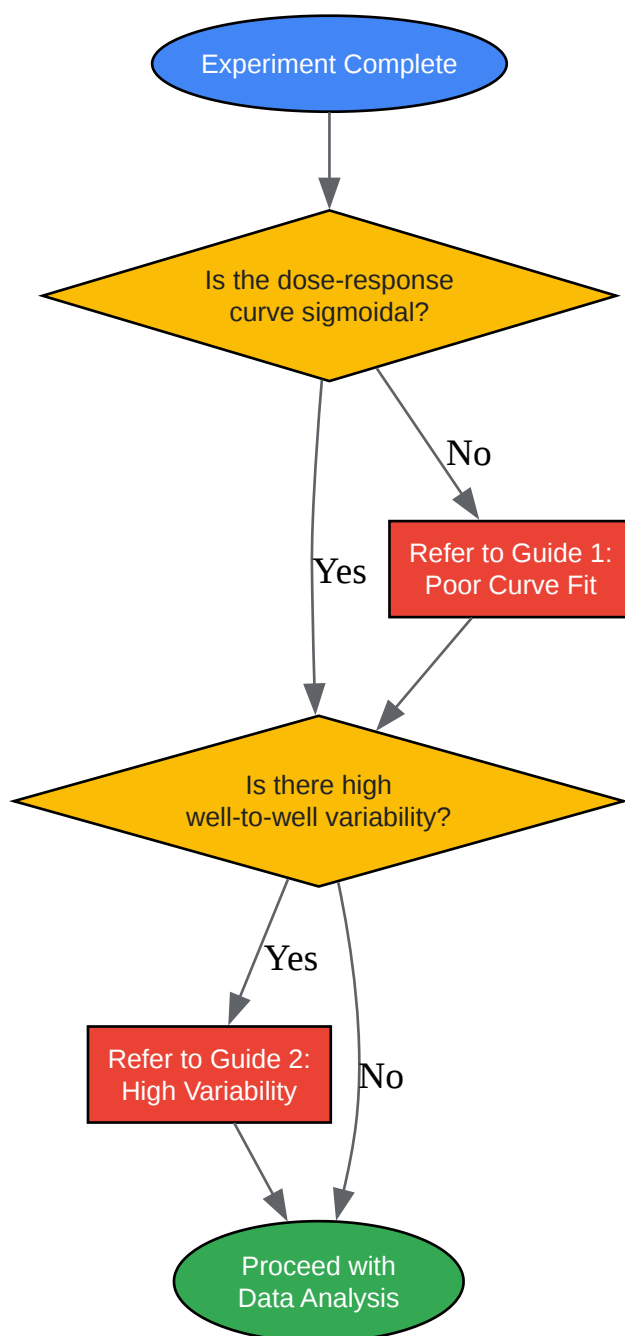 Experiment Complete
Is the dose-response
curve sigmoidal?
No
Refer to Guide 1:
Poor Curve Fit
Yes
Is there high
well-to-well variability?
Yes
Refer to Guide 2:
High Variability
No
Proceed with
Data Analysis